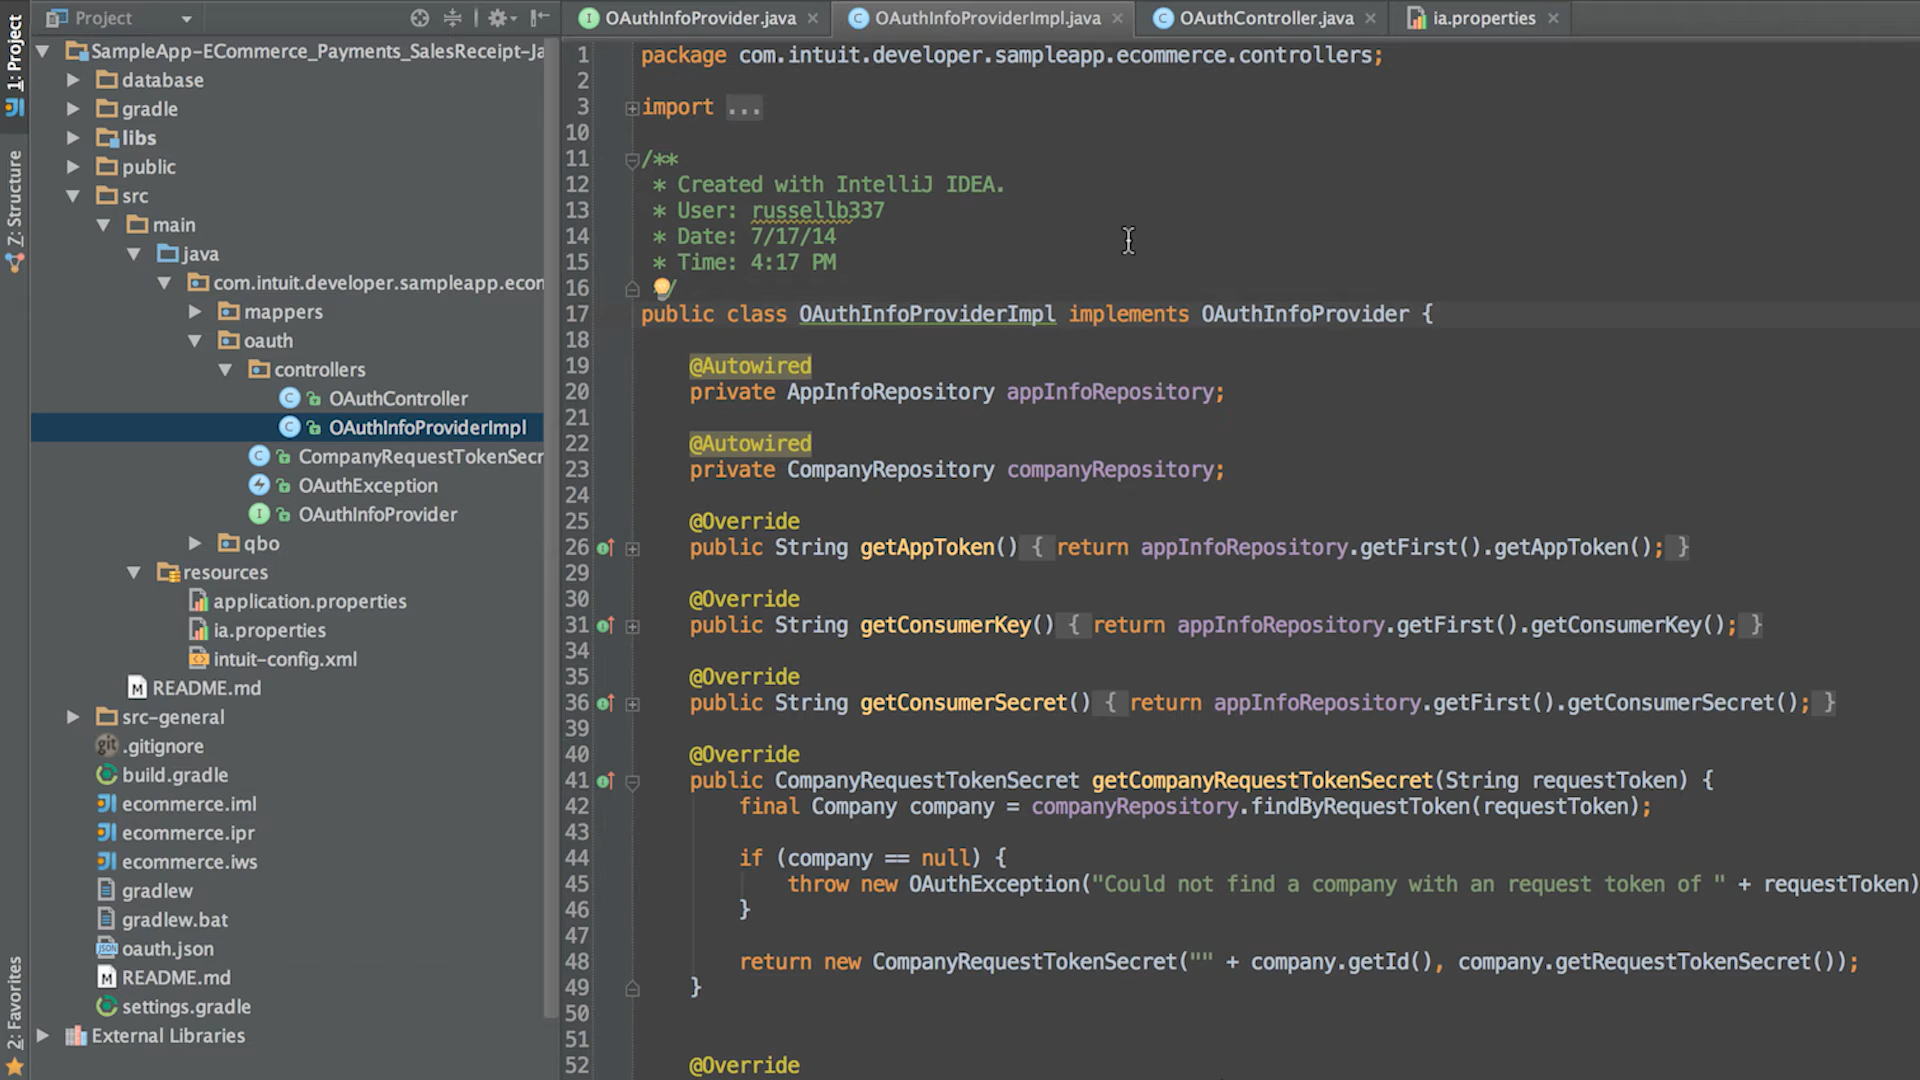 1: Project
Z: Structure
2: Favorites
Project
SampleApp-ECommerce_Payments_SalesReceipt-Ja
database
gradle
libs
public
src
main
java
com.intuit.developer.sampleapp.ecom
mappers
oauth
controllers
OAuthController
OAuthInfoProviderImpl
CompanyRequestTokenSecr
OAuthException
OAuthInfoProvider
qbo
resources
application.properties
ia.properties
intuit-config.xml
README.md
src-general
.gitignore
build.gradle
ecommerce.iml
ecommerce.ipr
ecommerce.iws
gradlew
gradlew.bat
oauth.json
README.md
settings.gradle
External Libraries
OAuthInfoProvider.java
OAuthInfoProviderImpl.java
OAuthController.java
ia.properties
1 package com.intuit.developer.sampleapp.ecommerce.controllers;
2
3 import ...
10
11 /**
12 * Created with IntelliJ IDEA.
13 * User: russellb337
14 * Date: 7/17/14
15 * Time: 4:17 PM
16 */
17 public class OAuthInfoProviderImpl implements OAuthInfoProvider {
18
19 @Autowired
20 private AppInfoRepository appInfoRepository;
21
22 @Autowired
23 private CompanyRepository companyRepository;
24
25 @Override
26 public String getAppToken() { return appInfoRepository.getFirst().getAppToken(); }
29
30 @Override
31 public String getConsumerKey() { return appInfoRepository.getFirst().getConsumerKey(); }
34
35 @Override
36 public String getConsumerSecret() { return appInfoRepository.getFirst().getConsumerSecret(); }
39
40 @Override
41 public CompanyRequestTokenSecret getCompanyRequestTokenSecret(String requestToken) {
42 final Company company = companyRepository.findByRequestToken(requestToken);
43
44 if (company == null) {
45 throw new OAuthException("Could not find a company with an request token of " + requestToken)
46 }
47
48 return new CompanyRequestTokenSecret("" + company.getId(), company.getRequestTokenSecret());
49 }
50
51
52 @Override